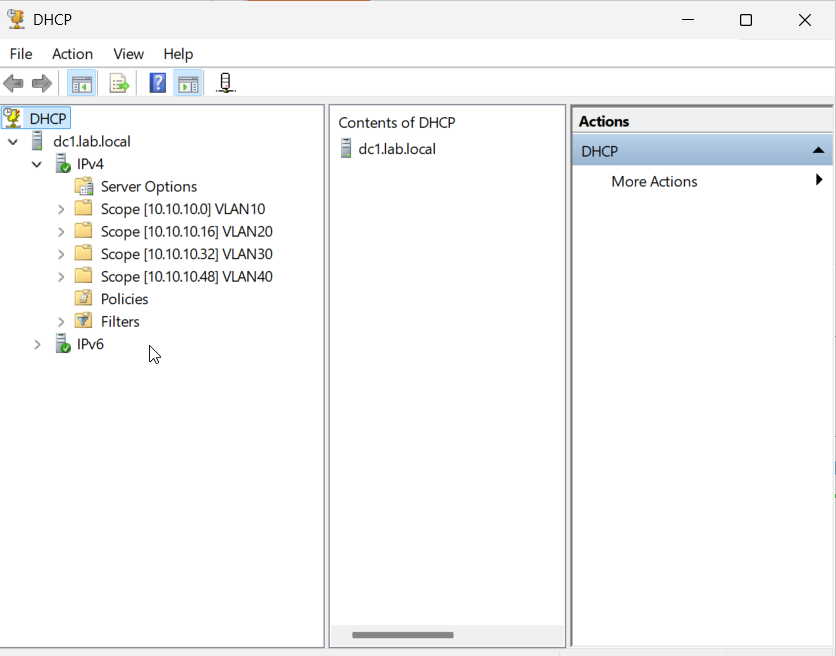 DHCP
File Action View Help
DHCP
dc1.lab.local
IPv4
Server Options
Scope [10.10.10.0] VLAN10
Scope [10.10.10.16] VLAN20
Scope [10.10.10.32] VLAN30
Scope [10.10.10.48] VLAN40
Policies
Filters
IPv6
Contents of DHCP
dc1.lab.local
Actions
DHCP
More Actions